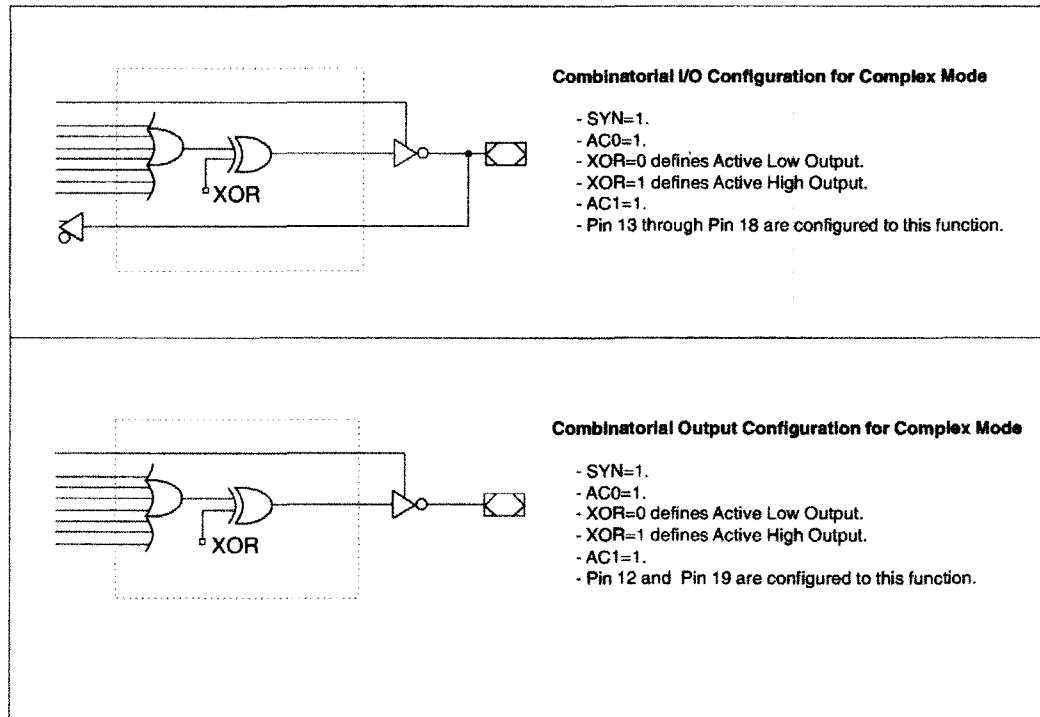 Combinatorial I/O Configuration for Complex Mode
- SYN=1.
- AC0=1.
- XOR=0 defines Active Low Output.
- XOR=1 defines Active High Output.
- AC1=1.
- Pin 13 through Pin 18 are configured to this function.
XOR
Combinatorial Output Configuration for Complex Mode
- SYN=1.
- AC0=1.
- XOR=0 defines Active Low Output.
- XOR=1 defines Active High Output.
- AC1=1.
- Pin 12 and Pin 19 are configured to this function.
XOR